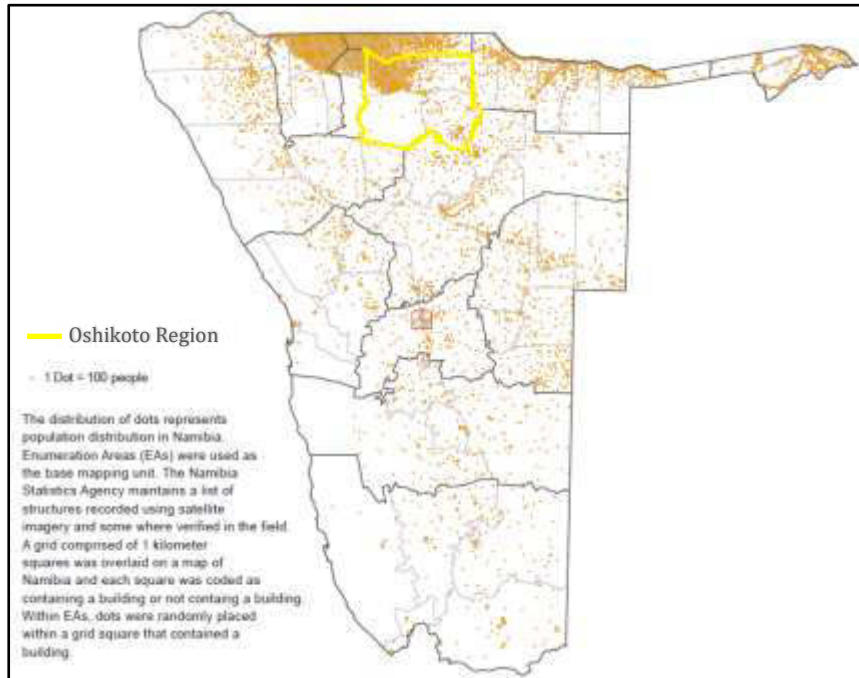 Oshikoto Region
1 Dot = 100 people
The distribution of dots represents
population distribution in Namibia.
Enumeration Areas (EAs) were used as
the base mapping unit. The Namibia
Statistics Agency maintains a list of
structures recorded using satellite
imagery and some where verified in the field.
A grid comprised of 1 kilometer
squares was overlaid on a map of
Namibia and each square was coded as
containing a building or not containg a building.
Within EAs, dots were randomly placed
within a grid square that contained a
building.